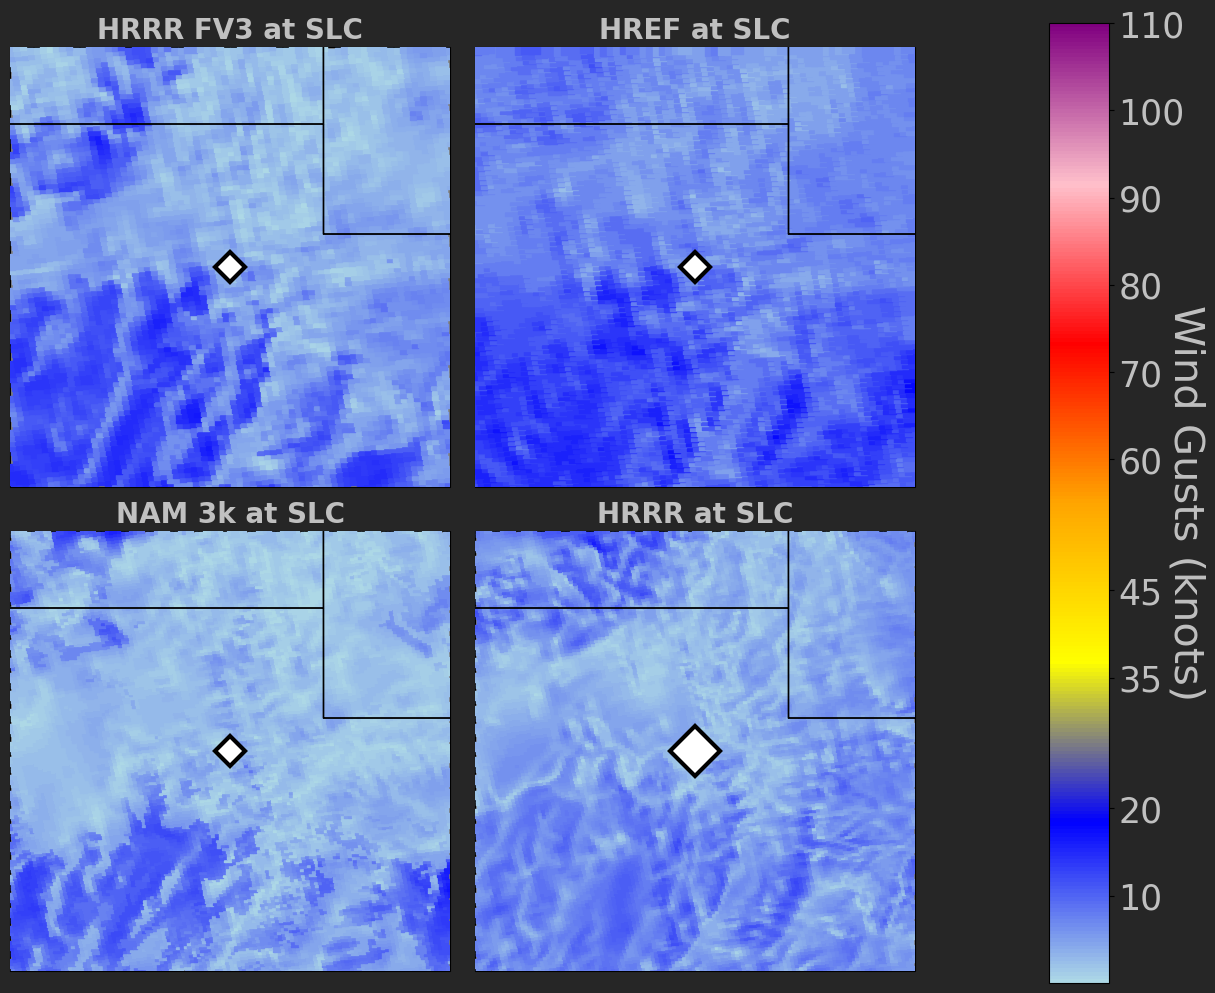 HRRR FV3 at SLC
HREF at SLC
NAM 3k at SLC
HRRR at SLC
110
100
90
80
70
60
45
35
20
10
Wind Gusts (knots)